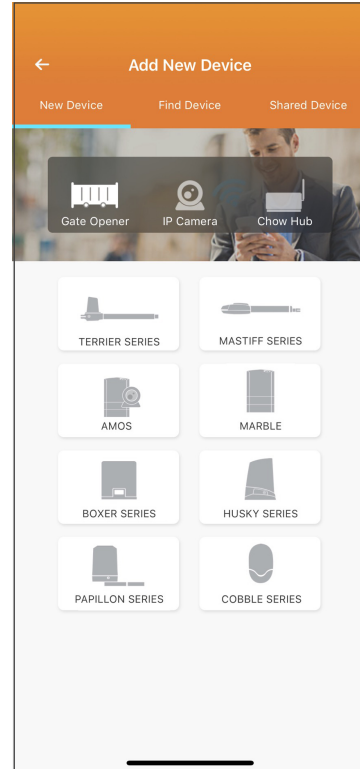 Add New Device
New Device Find Device Shared Device
Gate Opener IP Camera Chow Hub
TERRIER SERIES MASTIFF SERIES
AMOS MARBLE
BOXER SERIES HUSKY SERIES
PAPILLON SERIES COBBLE SERIES